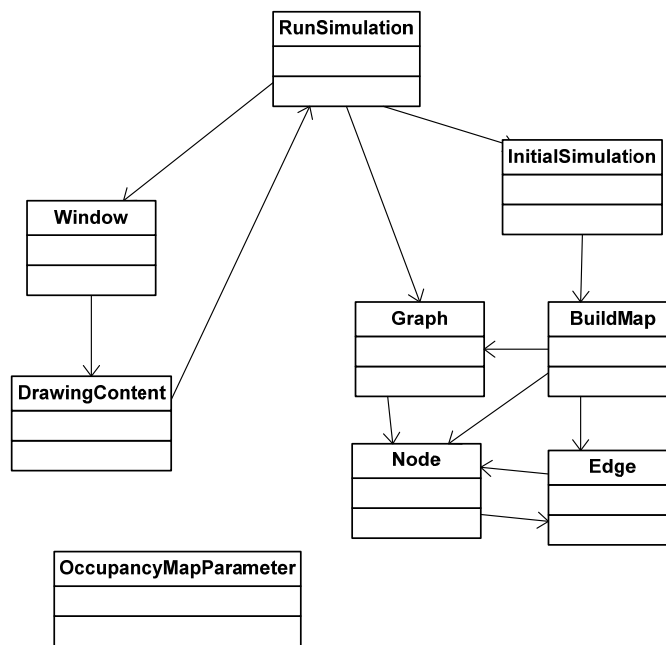 RunSimulation
InitialSimulation
Window
Graph
BuildMap
DrawingContent
Node
Edge
OccupancyMapParameter